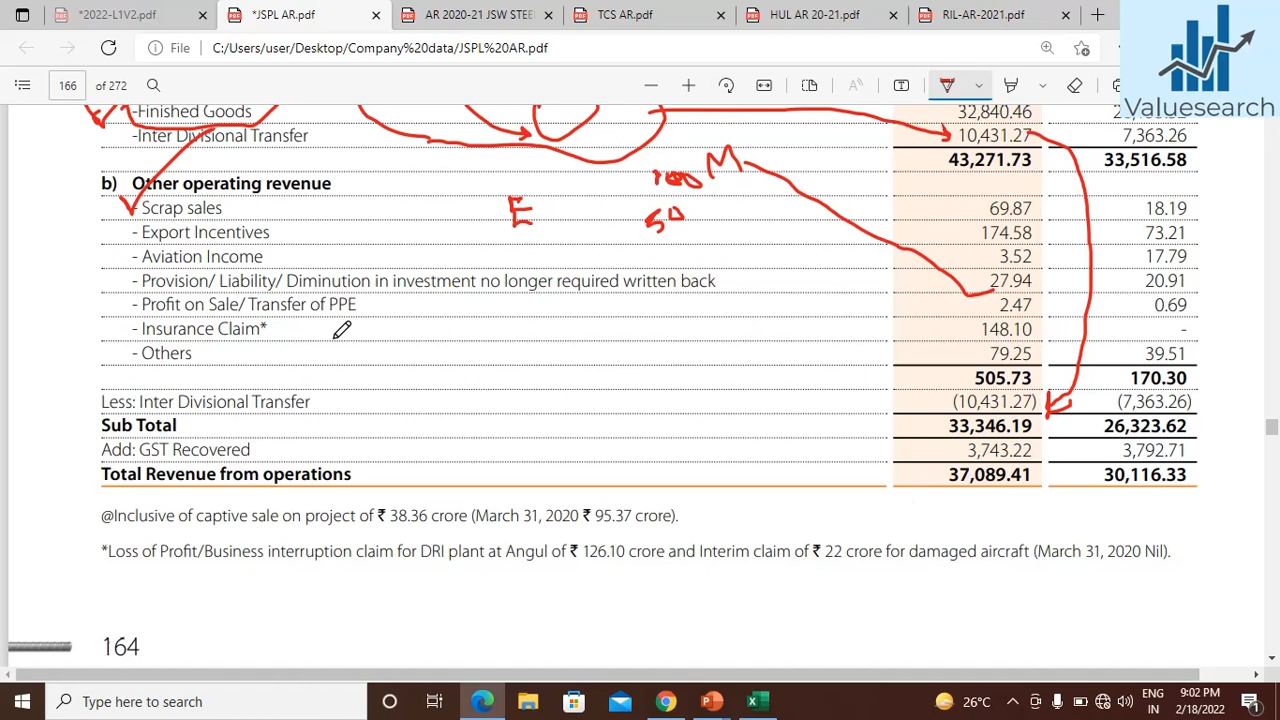 *2022-L1V2.pdf
*JSPL AR.pdf
AR 2020-21 JSW STEE
TCS AR.pdf
HUL AR 20-21.pdf
RIL-AR-2021.pdf
File C:/Users/user/Desktop/Company%20data/JSPL%20AR.pdf
166 of 272
Valuesearch
-Finished Goods 32,840.46
-Inter Divisional Transfer 10,431.27 7,363.26
43,271.73 33,516.58
M
b) Other operating revenue 100
- Scrap sales 69.87 18.19
E 50
- Export Incentives 174.58 73.21
- Aviation Income 3.52 17.79
- Provision/ Liability/ Diminution in investment no longer required written back 27.94 20.91
- Profit on Sale/ Transfer of PPE 2.47 0.69
- Insurance Claim* 148.10 -
- Others 79.25 39.51
505.73 170.30
Less: Inter Divisional Transfer (10,431.27) (7,363.26)
Sub Total 33,346.19 26,323.62
Add: GST Recovered 3,743.22 3,792.71
Total Revenue from operations 37,089.41 30,116.33
@Inclusive of captive sale on project of ₹ 38.36 crore (March 31, 2020 ₹ 95.37 crore).
*Loss of Profit/Business interruption claim for DRI plant at Angul of ₹ 126.10 crore and Interim claim of ₹ 22 crore for damaged aircraft (March 31, 2020 Nil).
164
Type here to search
26°C
ENG
IN
9:02 PM
2/18/2022